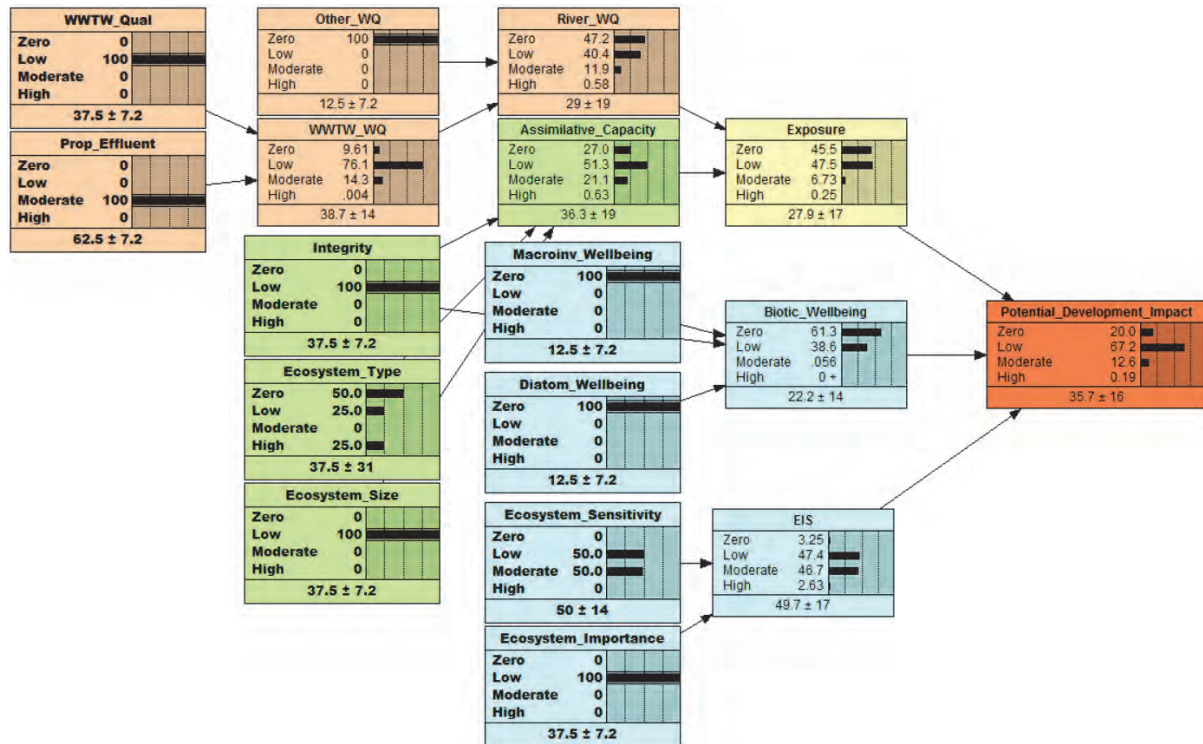 WWTW_Qual
Zero 0
Low 100
Moderate 0
High 0
37.5 ± 7.2
Prop_Effluent
Zero 0
Low 0
Moderate 100
High 0
62.5 ± 7.2
Other_WQ
Zero 100
Low 0
Moderate 0
High 0
12.5 ± 7.2
WWTW_WQ
Zero 9.61
Low 76.1
Moderate 14.3
High .004
38.7 ± 14
Integrity
Zero 0
Low 100
Moderate 0
High 0
37.5 ± 7.2
Ecosystem_Type
Zero 50.0
Low 25.0
Moderate 0
High 25.0
37.5 ± 31
Ecosystem_Size
Zero 0
Low 100
Moderate 0
High 0
37.5 ± 7.2
River_WQ
Zero 47.2
Low 40.4
Moderate 11.9
High 0.58
29 ± 19
Assimilative_Capacity
Zero 27.0
Low 51.3
Moderate 21.1
High 0.63
36.3 ± 19
Macroinv_Wellbeing
Zero 100
Low 0
Moderate 0
High 0
12.5 ± 7.2
Diatom_Wellbeing
Zero 100
Low 0
Moderate 0
High 0
12.5 ± 7.2
Ecosystem_Sensitivity
Zero 0
Low 50.0
Moderate 50.0
High 0
50 ± 14
Ecosystem_Importance
Zero 0
Low 100
Moderate 0
High 0
37.5 ± 7.2
Exposure
Zero 45.5
Low 47.5
Moderate 6.73
High 0.25
27.9 ± 17
Biotic_Wellbeing
Zero 61.3
Low 38.6
Moderate .056
High 0 +
22.2 ± 14
EIS
Zero 3.25
Low 47.4
Moderate 46.7
High 2.63
49.7 ± 17
Potential_Development_Impact
Zero 20.0
Low 67.2
Moderate 12.6
High 0.19
35.7 ± 16